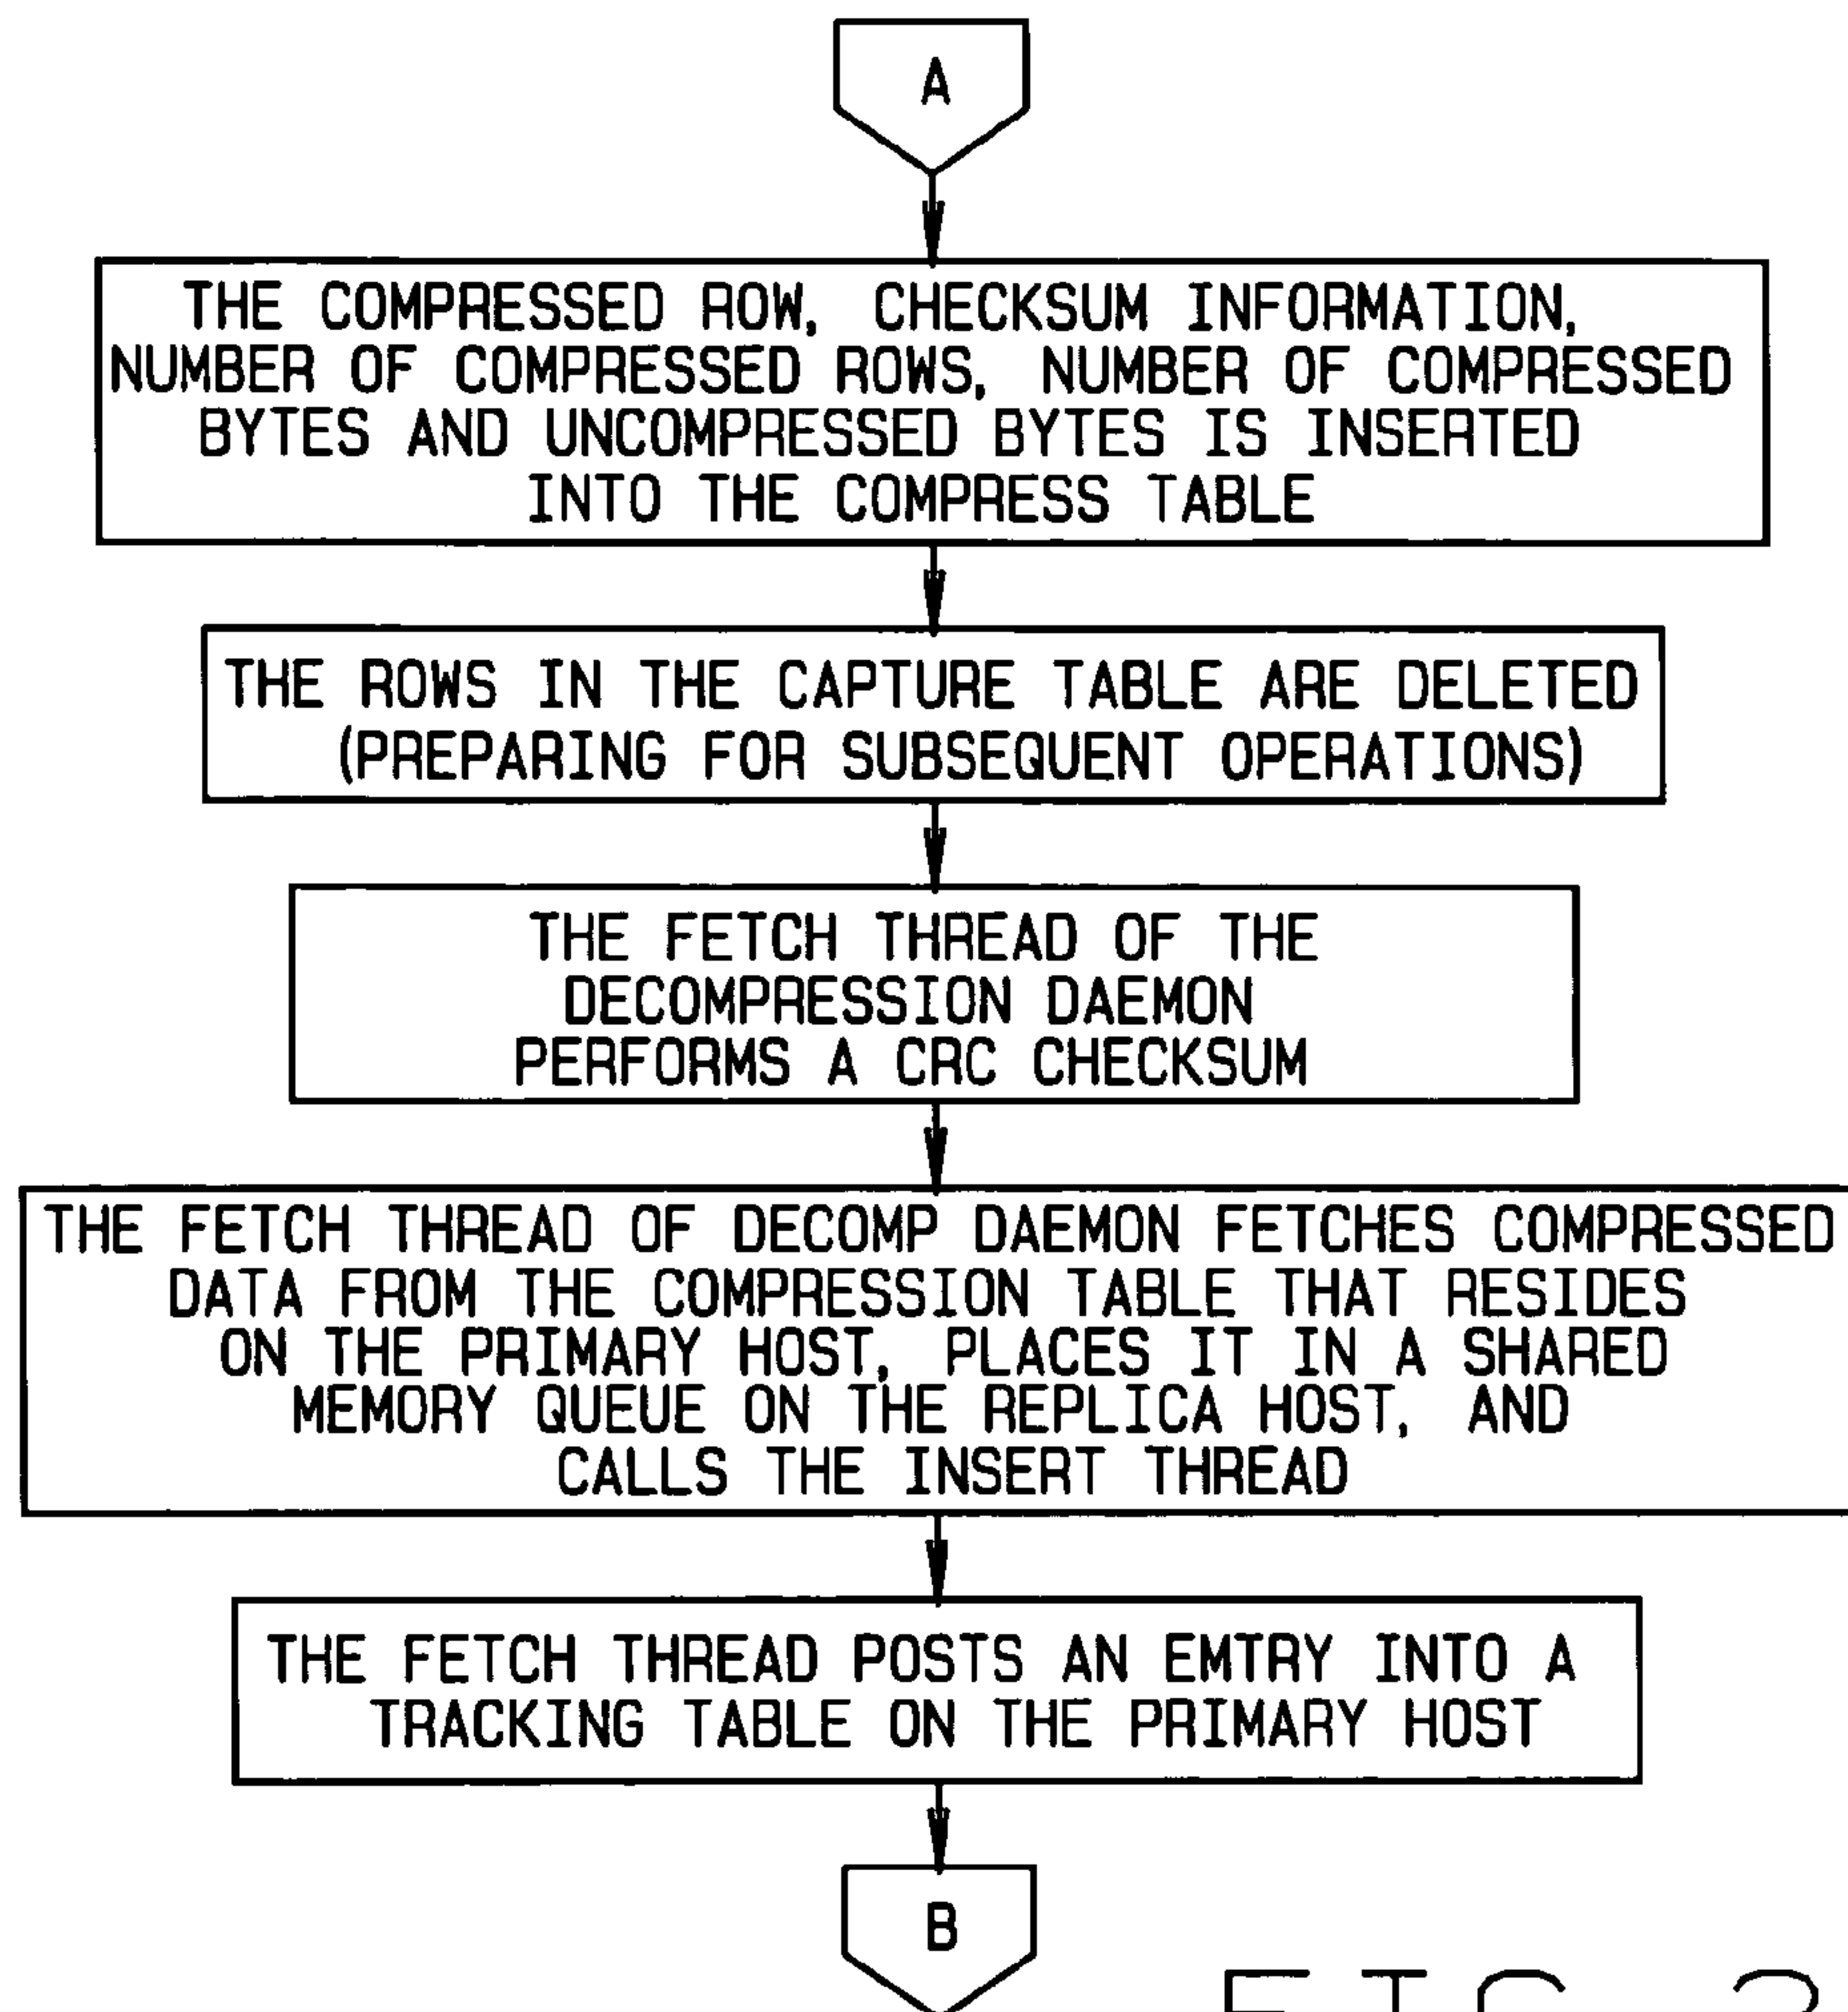 A
THE COMPRESSED ROW, CHECKSUM INFORMATION,
NUMBER OF COMPRESSED ROWS, NUMBER OF COMPRESSED
BYTES AND UNCOMPRESSED BYTES IS INSERTED
INTO THE COMPRESS TABLE
THE ROWS IN THE CAPTURE TABLE ARE DELETED
(PREPARING FOR SUBSEQUENT OPERATIONS)
THE FETCH THREAD OF THE
DECOMPRESSION DAEMON
PERFORMS A CRC CHECKSUM
THE FETCH THREAD OF DECOMP DAEMON FETCHES COMPRESSED
DATA FROM THE COMPRESSION TABLE THAT RESIDES
ON THE PRIMARY HOST, PLACES IT IN A SHARED
MEMORY QUEUE ON THE REPLICA HOST, AND
CALLS THE INSERT THREAD
THE FETCH THREAD POSTS AN EMTRY INTO A
TRACKING TABLE ON THE PRIMARY HOST
B